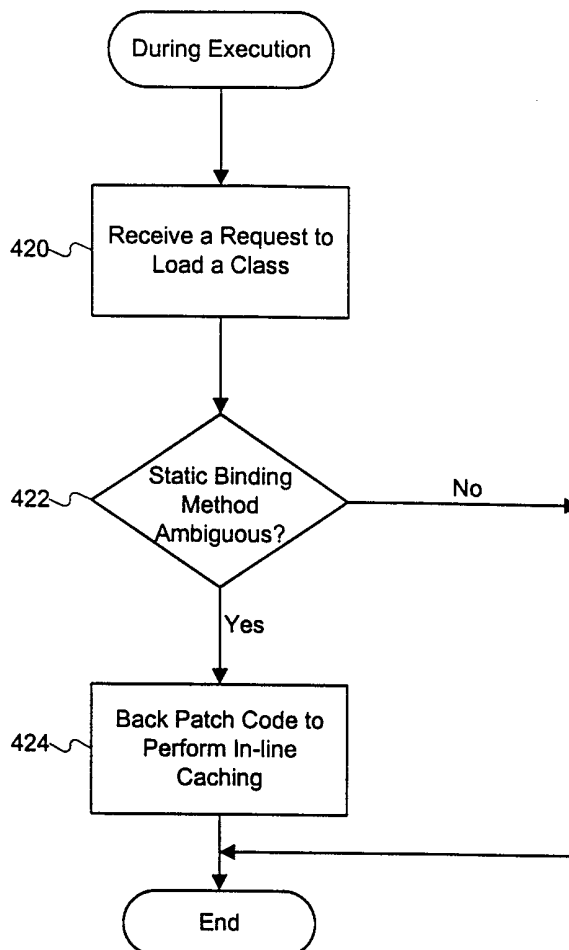 During Execution
420
Receive a Request to
Load a Class
422
Static Binding
Method
Ambiguous?
No
Yes
424
Back Patch Code to
Perform In-line
Caching
End